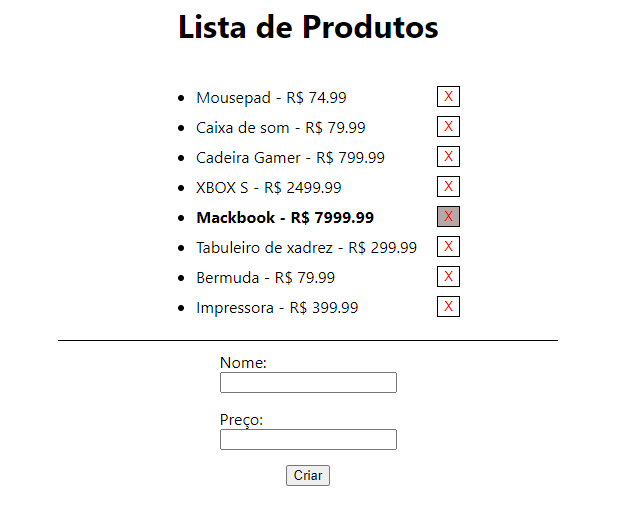 Lista de Produtos
Mousepad - R$ 74.99 X
Caixa de som - R$ 79.99 X
Cadeira Gamer - R$ 799.99 X
XBOX S - R$ 2499.99 X
Mackbook - R$ 7999.99 X
Tabuleiro de xadrez - R$ 299.99 X
Bermuda - R$ 79.99 X
Impressora - R$ 399.99 X
Nome:
Preço:
Criar